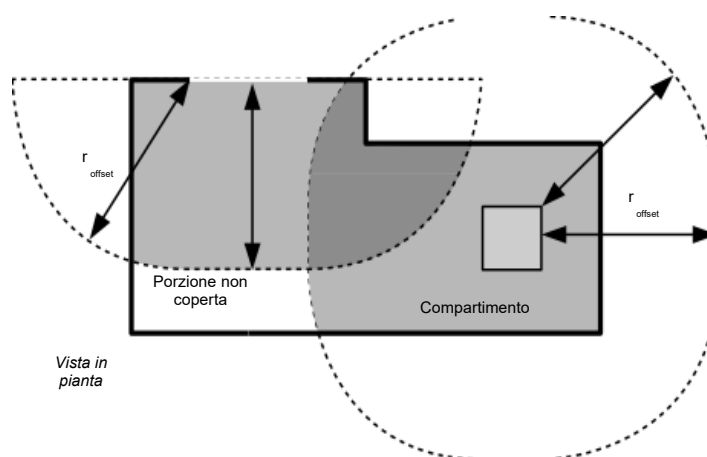 r
offset
r
offset
Porzione non
coperta
Compartimento
Vista in
pianta